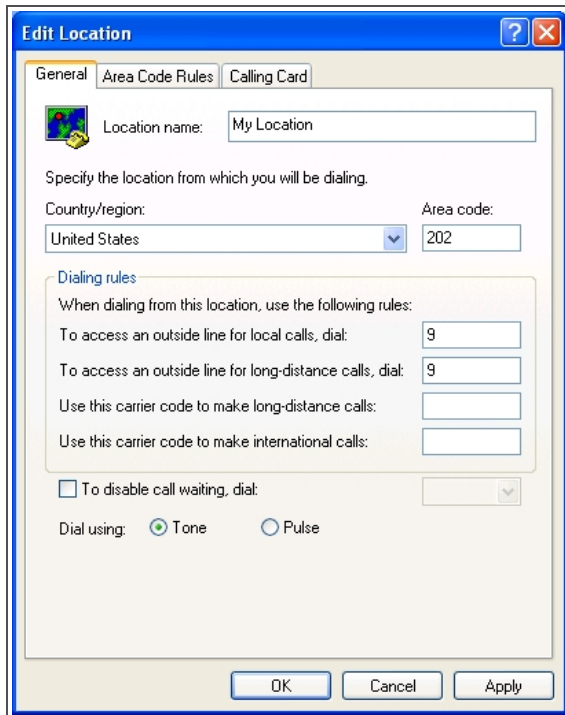 Edit Location
General Area Code Rules Calling Card
Location name: My Location
Specify the location from which you will be dialing.
Country/region: Area code:
United States 202
Dialing rules
When dialing from this location, use the following rules:
To access an outside line for local calls, dial: 9
To access an outside line for long-distance calls, dial: 9
Use this carrier code to make long-distance calls:
Use this carrier code to make international calls:
To disable call waiting, dial:
Dial using: Tone Pulse
OK Cancel Apply